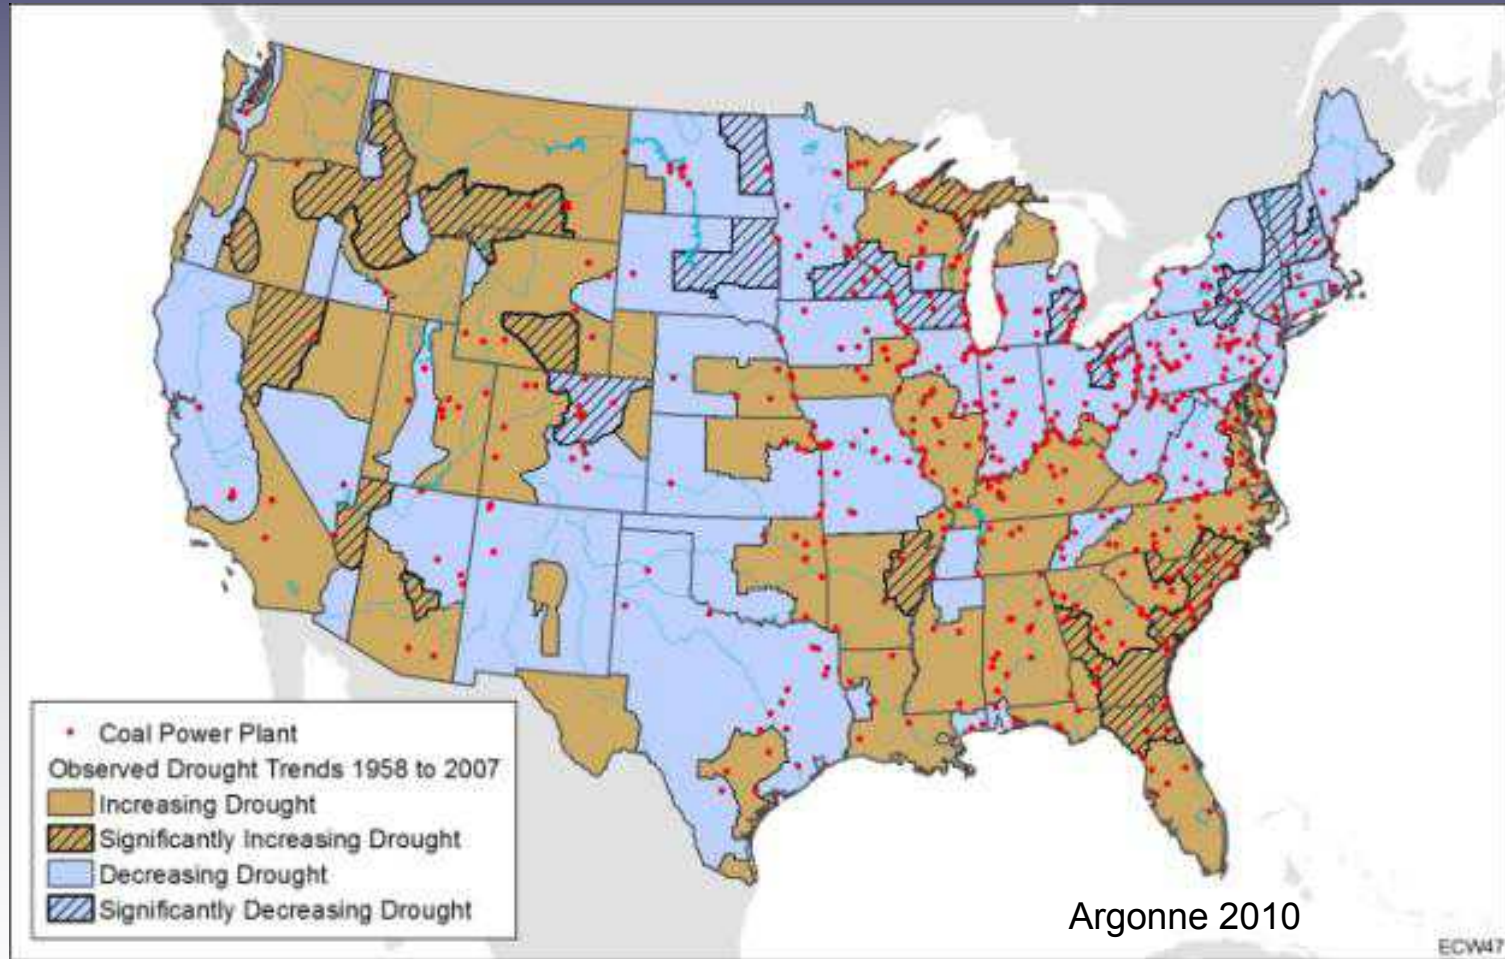 Coal Power Plant
Observed Drought Trends 1958 to 2007
Increasing Drought
Significantly Increasing Drought
Decreasing Drought
Significantly Decreasing Drought
Argonne 2010
ECW47